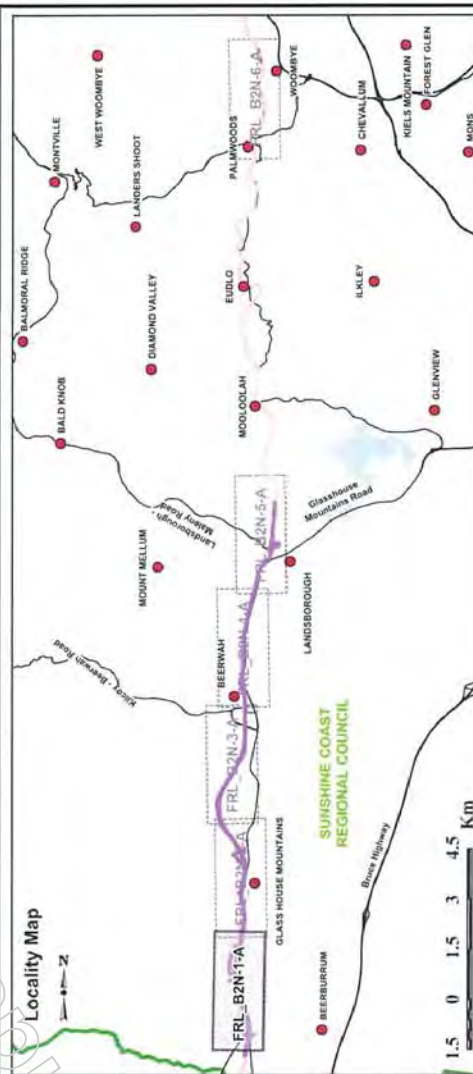 Locality Map
N
BALMORAL RIDGE
MONTVILLE
WEST WOOMBYE
BALD KNOB
LANDERS SHOOT
DIAMOND VALLEY
MOUNT MELLUM
Landsborough -
Maleny Road
Kilcoy - Beerwah Road
PALMWOODS
WOOMBYE
FRL_B2N-6-A
EUDLO
MOOLOOLAH
BEERWAH
FRL_B2N-5-A
FRL_B2N-3-A
FRL_B2N-1-A
GLASS HOUSE MOUNTAINS
LANDSBOROUGH
Glasshouse
Mountains Road
CHEVALLUM
KIELS MOUNTAIN
FOREST GLEN
MONS
ILKLEY
GLENVIEW
SUNSHINE COAST
REGIONAL COUNCIL
BEERBURRUM
Bruce Highway
1.5 0 1.5 3 4.5
Km